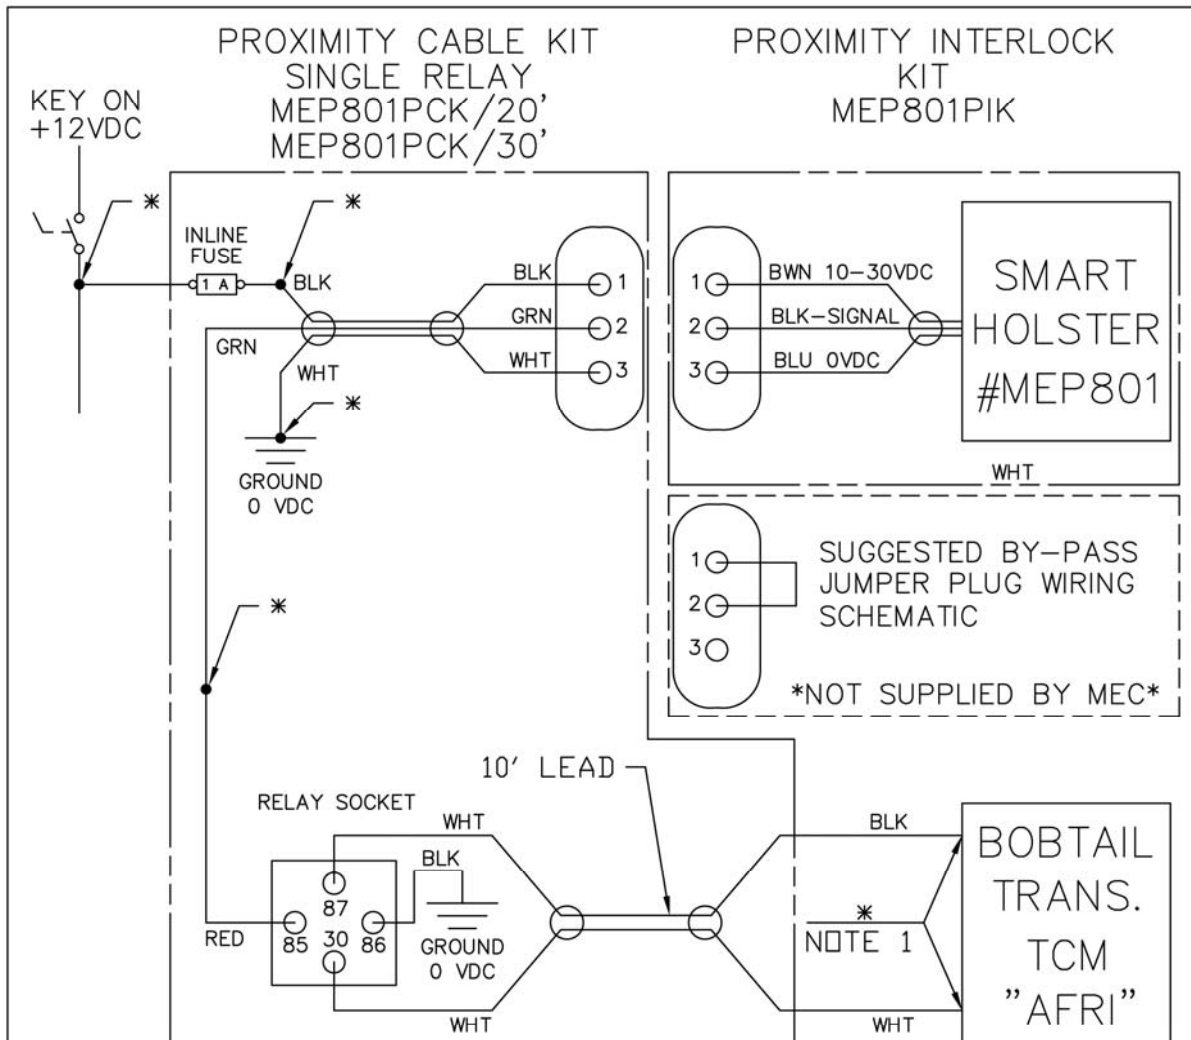 PROXIMITY CABLE KIT
SINGLE RELAY
MEP801PCK/20'
MEP801PCK/30'
PROXIMITY INTERLOCK
KIT
MEP801PIK
KEY ON
+12VDC
*
*
INLINE
FUSE
1 A
BLK
BLK
1
GRN
2
WHT
3
GRN
WHT
*
GROUND
0 VDC
1
BWN 10-30VDC
2
BLK-SIGNAL
3
BLU 0VDC
SMART
HOLSTER
#MEP801
WHT
1
2
3
SUGGESTED BY-PASS
JUMPER PLUG WIRING
SCHEMATIC
*NOT SUPPLIED BY MEC*
*
10' LEAD
RELAY SOCKET
WHT
BLK
87
85
30
86
RED
GROUND
0 VDC
WHT
BLK
*
NOTE 1
WHT
BOBTAIL
TRANS.
TCM
"AFRI"